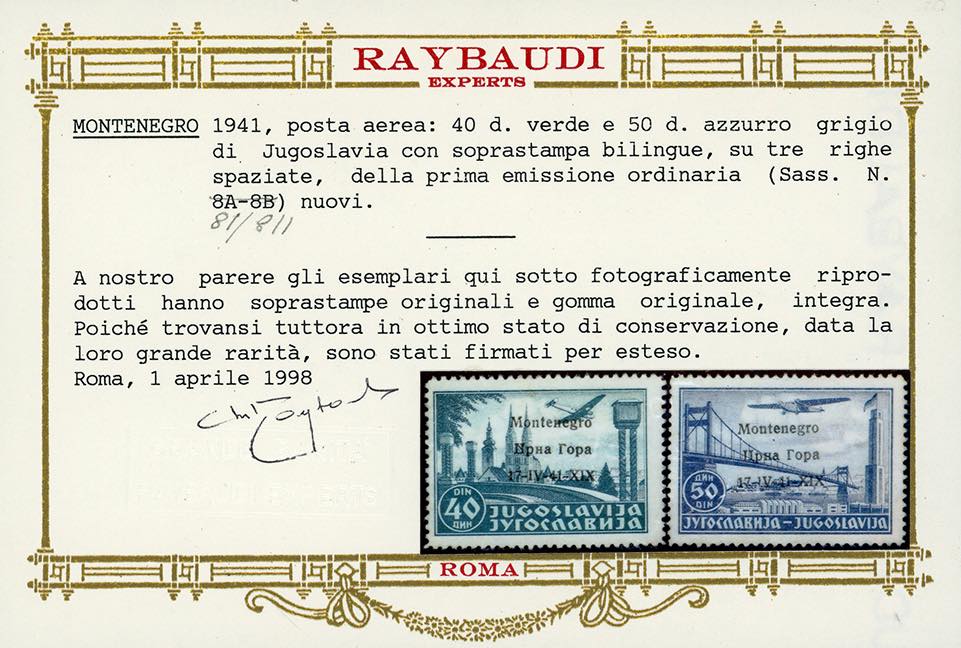 RAYBAUDI
EXPERTS
MONTENEGRO 1941, posta aerea: 40 d. verde e 50 d. azzurro grigio
di Jugoslavia con soprastampa bilingue, su tre righe
spaziate, della prima emissione ordinaria (Sass. N.
8A-8B) nuovi.
8I/8II
A nostro parere gli esemplari qui sotto fotograficamente ripro-
dotti hanno soprastampe originali e gomma originale, integra.
Poiché trovansi tuttora in ottimo stato di conservazione, data la
loro grande rarità, sono stati firmati per esteso.
Roma, 1 aprile 1998
Montenegro
Црна Гора
17-IV-41-XIX
DIN
40
ДИН
JUGOSLAVIJA
ЈУГОСЛАВИЈА
Montenegro
Црна Гора
17-IV-41-XIX
ДИН
50
DIN
ЈУГОСЛАВИЈА-JUGOSLAVIJA
ROMA